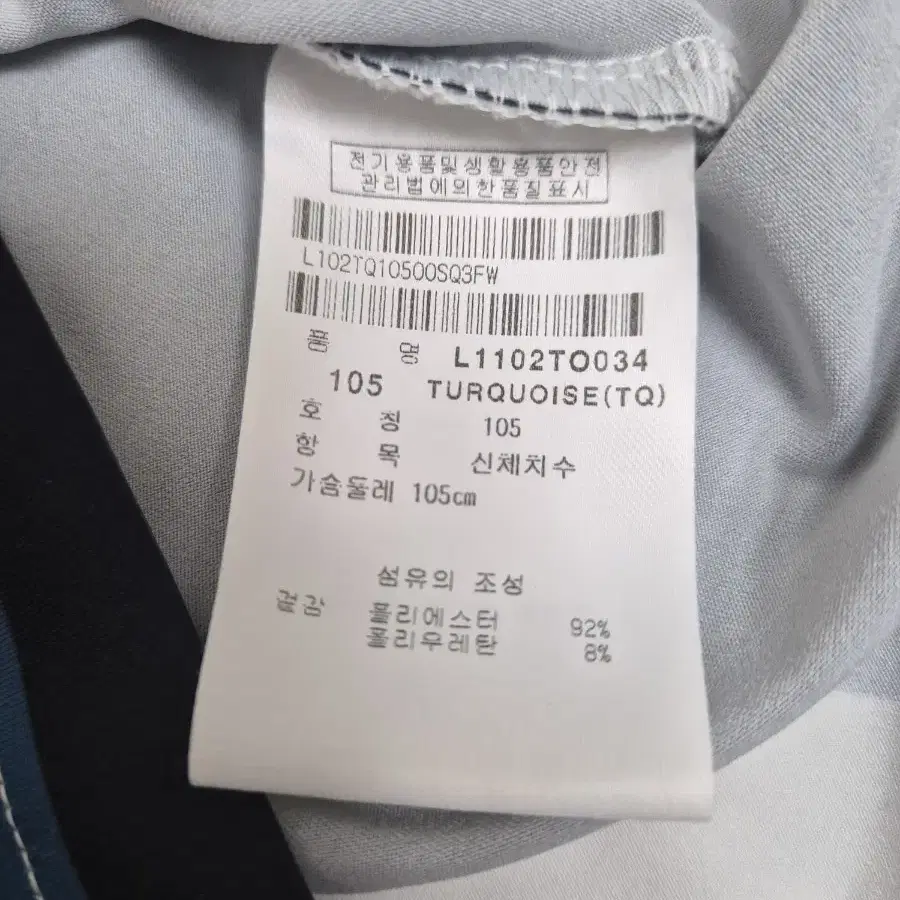 전기용품및생활용품안전
관리법에의한품질표시
L102TQ10500SQ3FW
품 명 L1102TO034
105 TURQUOISE(TQ)
호 칭 105
항 목 신체치수
가슴둘레 105cm
섬유의 조성
겉감 폴리에스터 92%
폴리우레탄 8%